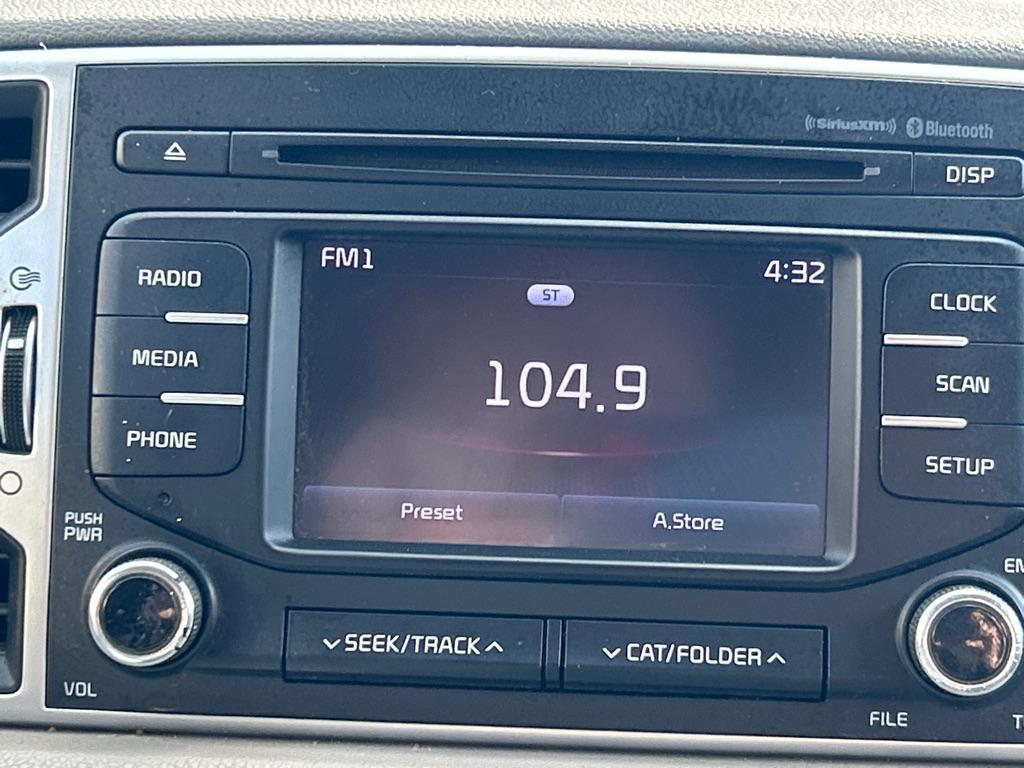 SiriusXM Bluetooth
DISP
RADIO
FM1
4:32
CLOCK
ST
MEDIA
104.9
SCAN
PHONE
SETUP
Preset
A.Store
PUSH
PWR
SEEK/TRACK
CAT/FOLDER
VOL
FILE